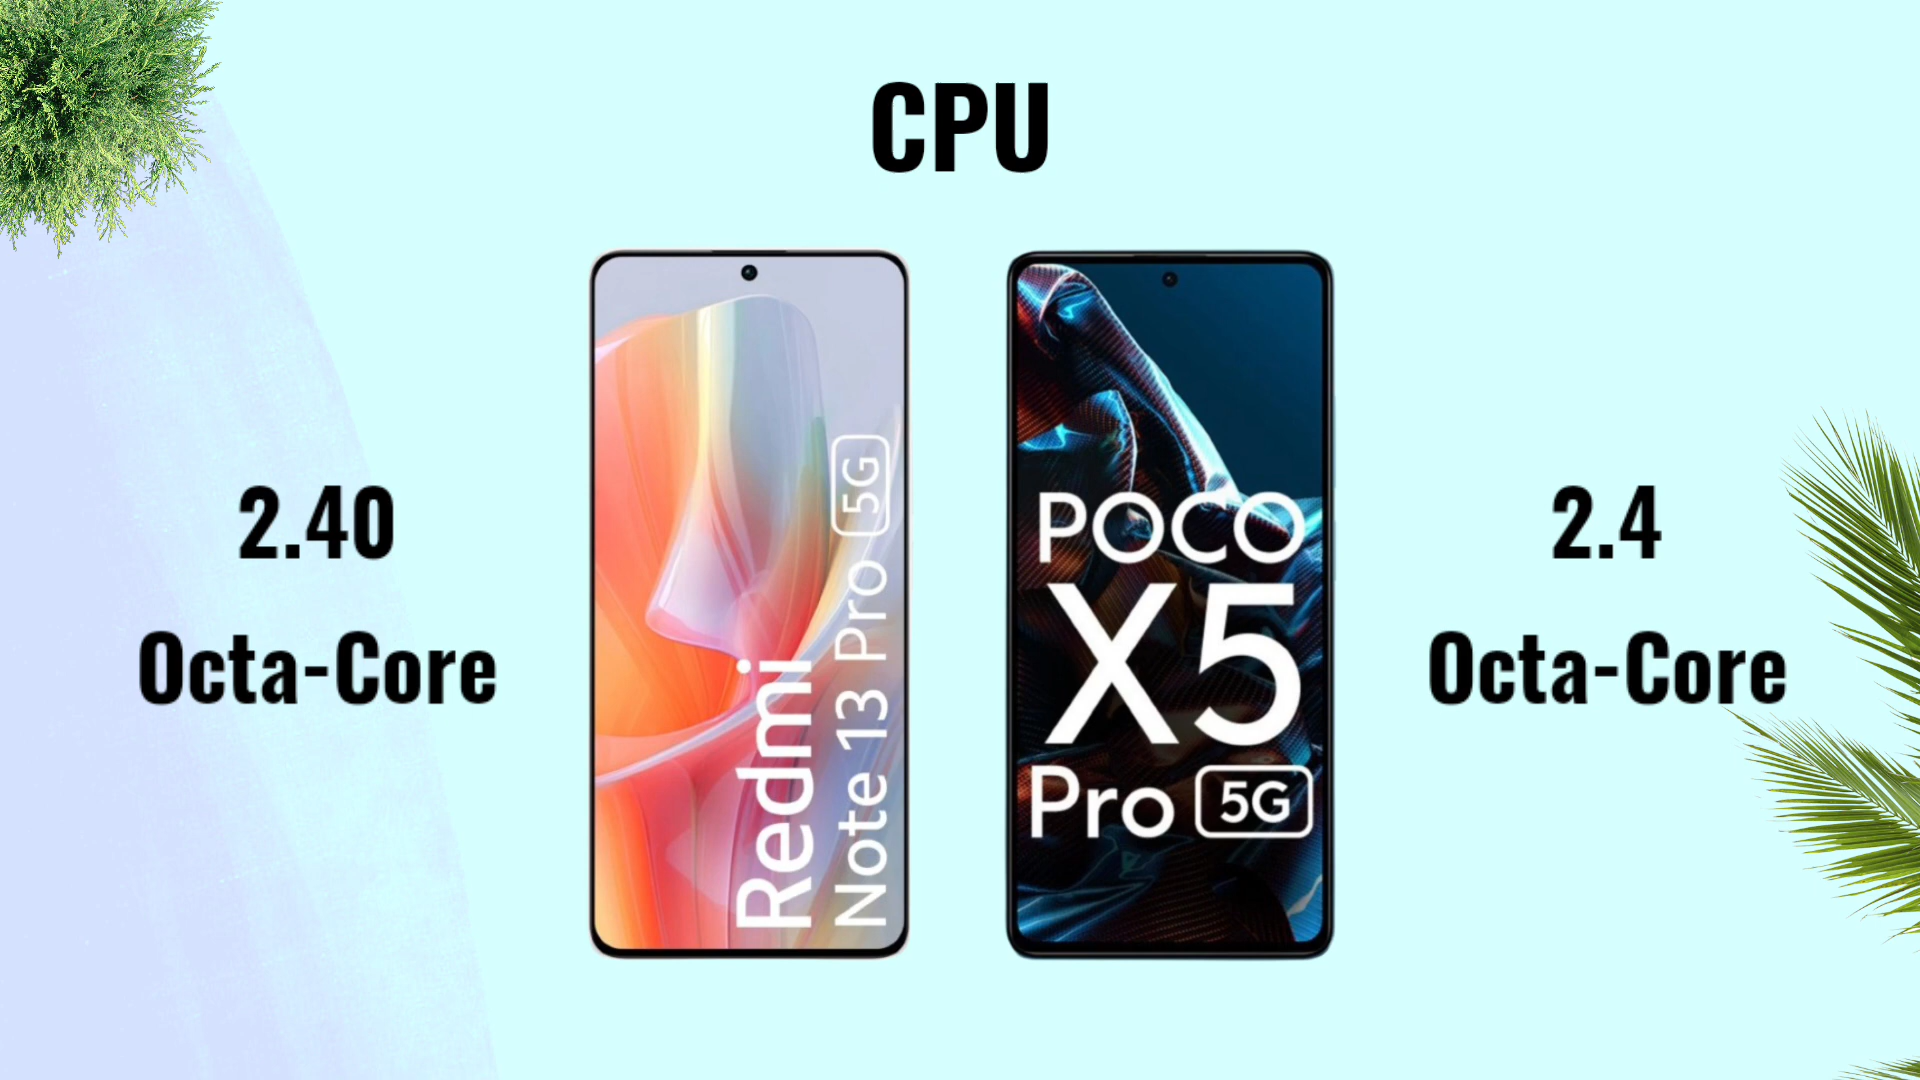 CPU
2.40
Octa-Core
Redmi
Note 13 Pro 5G
POCO
X5
Pro 5G
2.4
Octa-Core